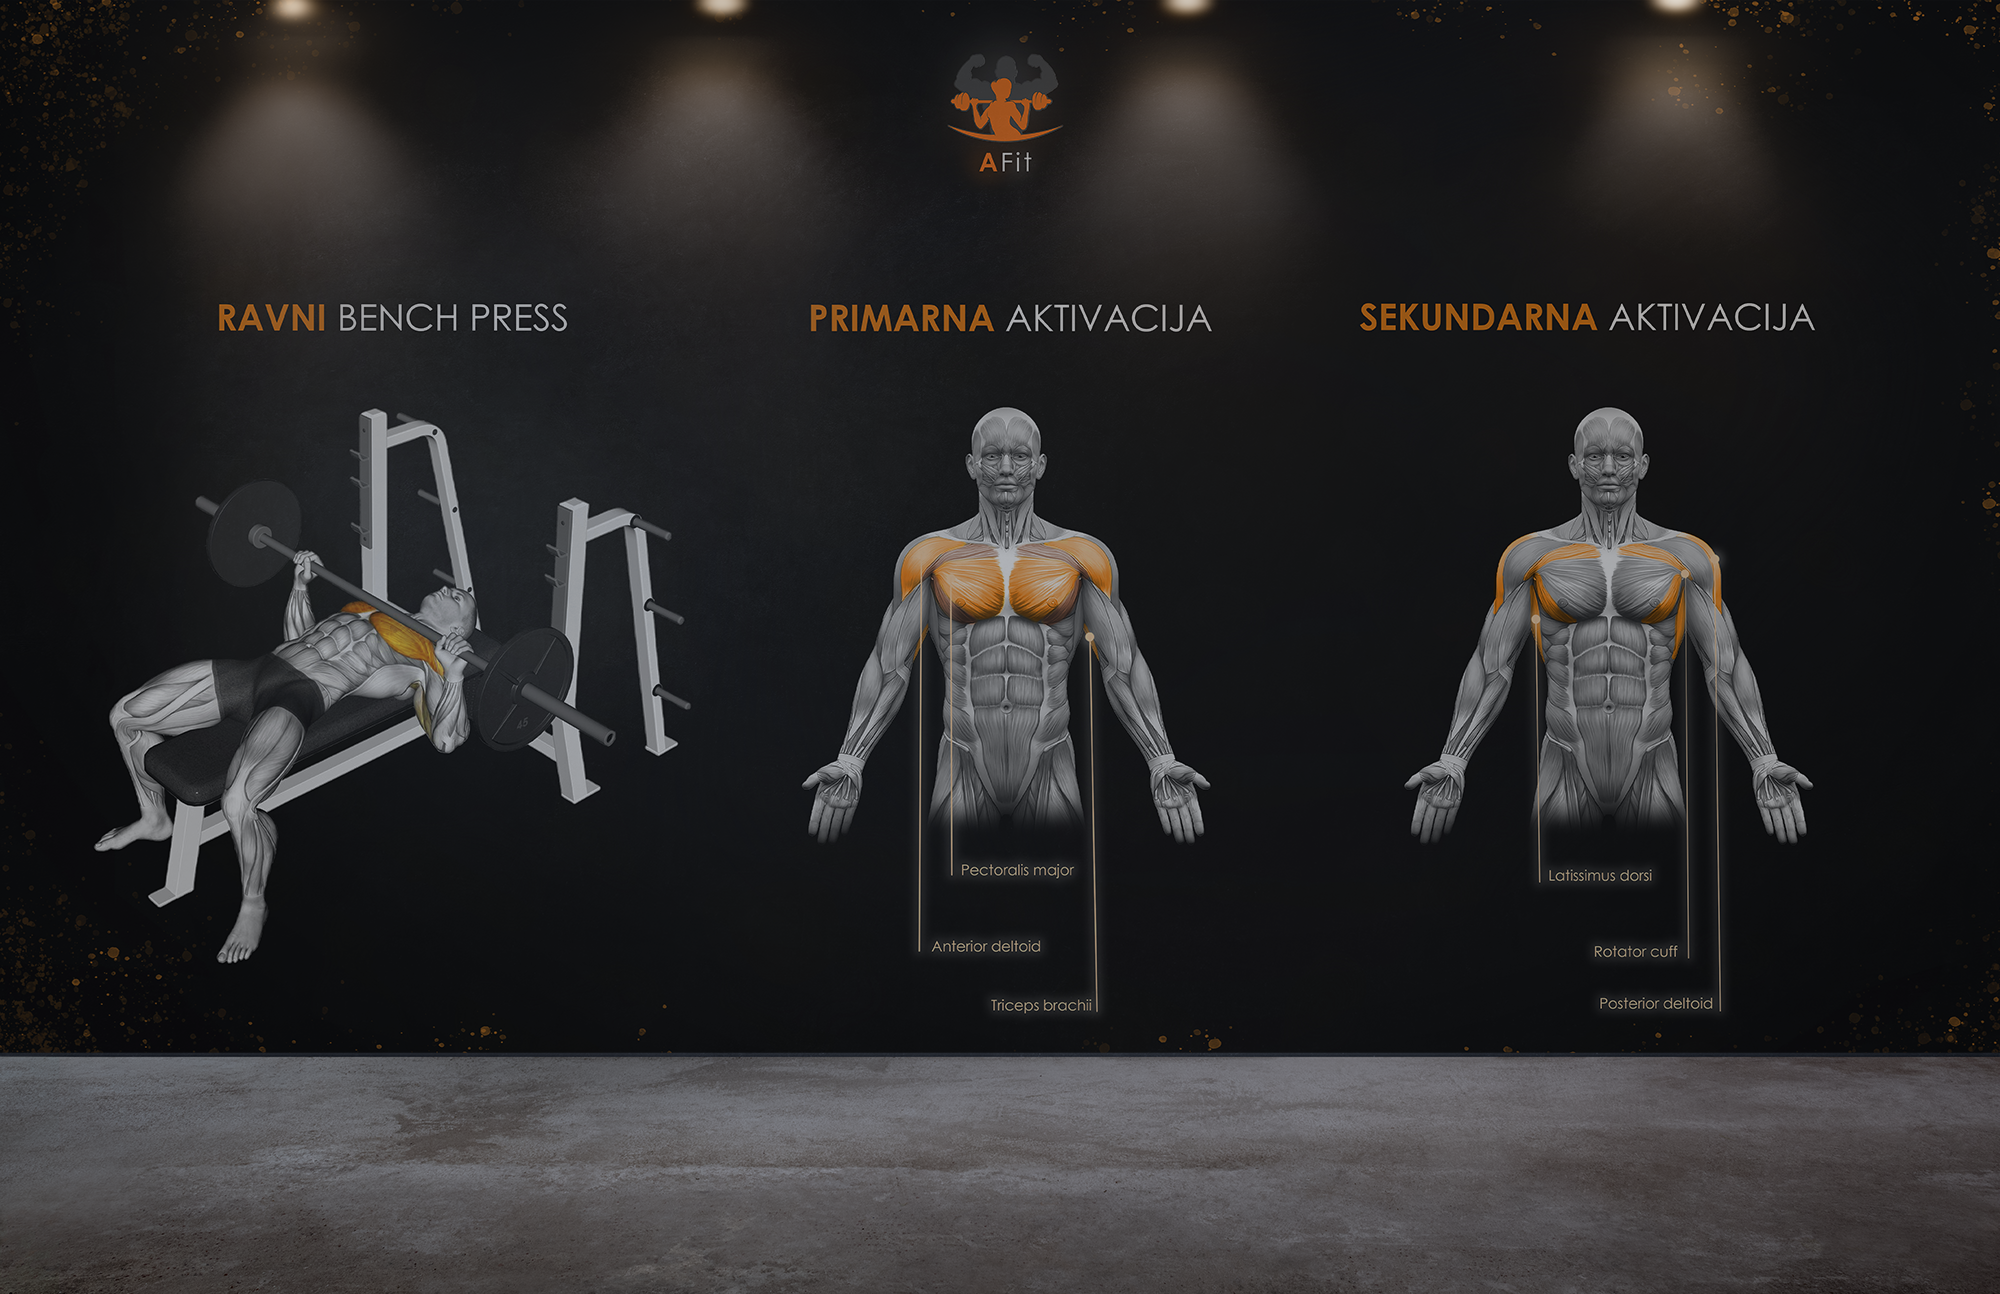 AFit
RAVNI BENCH PRESS
PRIMARNA AKTIVACIJA
SEKUNDARNA AKTIVACIJA
45
Pectoralis major
Anterior deltoid
Triceps brachii
Latissimus dorsi
Rotator cuff
Posterior deltoid